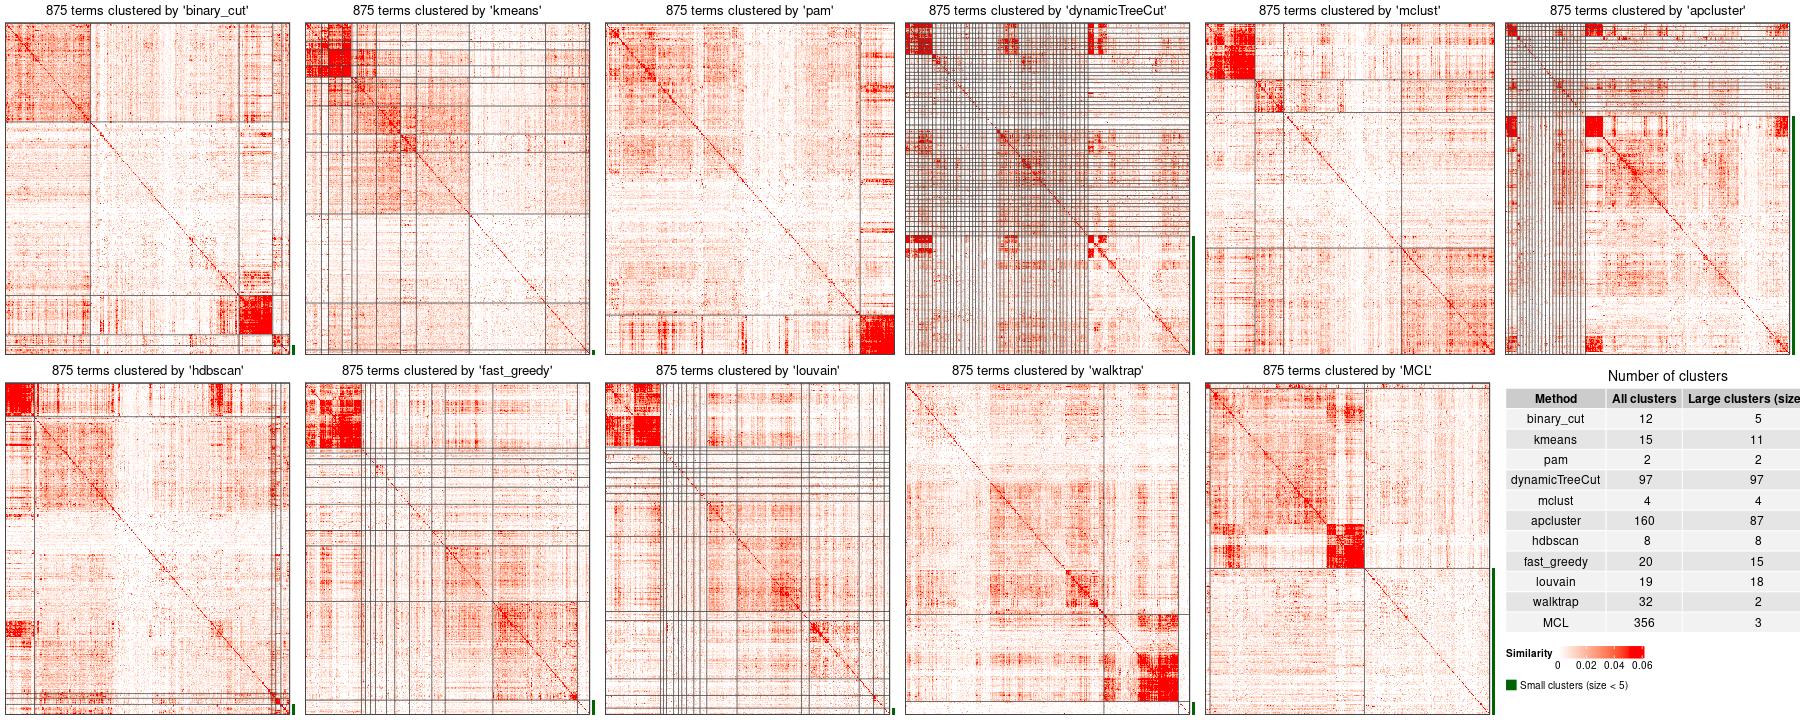 875 terms clustered by 'binary_cut'
875 terms clustered by 'kmeans'
875 terms clustered by 'pam'
875 terms clustered by 'dynamicTreeCut'
875 terms clustered by 'mclust'
875 terms clustered by 'apcluster'
875 terms clustered by 'hdbscan'
875 terms clustered by 'fast_greedy'
875 terms clustered by 'louvain'
875 terms clustered by 'walktrap'
875 terms clustered by 'MCL'
Number of clusters
Method All clusters Large clusters (size
binary_cut 12 5
kmeans 15 11
pam 2 2
dynamicTreeCut 97 97
mclust 4 4
apcluster 160 87
hdbscan 8 8
fast_greedy 20 15
louvain 19 18
walktrap 32 2
MCL 356 3
Similarity
0 0.02 0.04 0.06
Small clusters (size < 5)